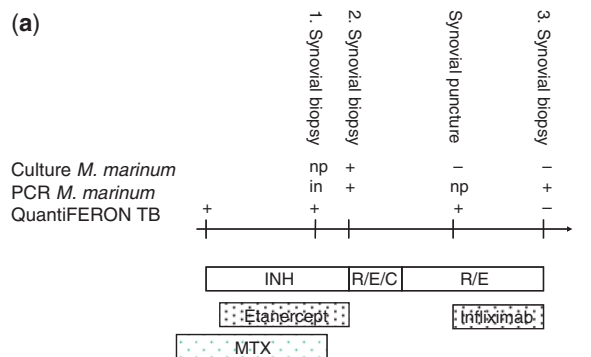 (a)
1. Synovial biopsy
2. Synovial biopsy
Synovial puncture
3. Synovial biopsy
Culture M. marinum np + – –
PCR M. marinum in + np +
QuantiFERON TB + + + –
INH R/E/C R/E
Etanercept Infliximab
MTX